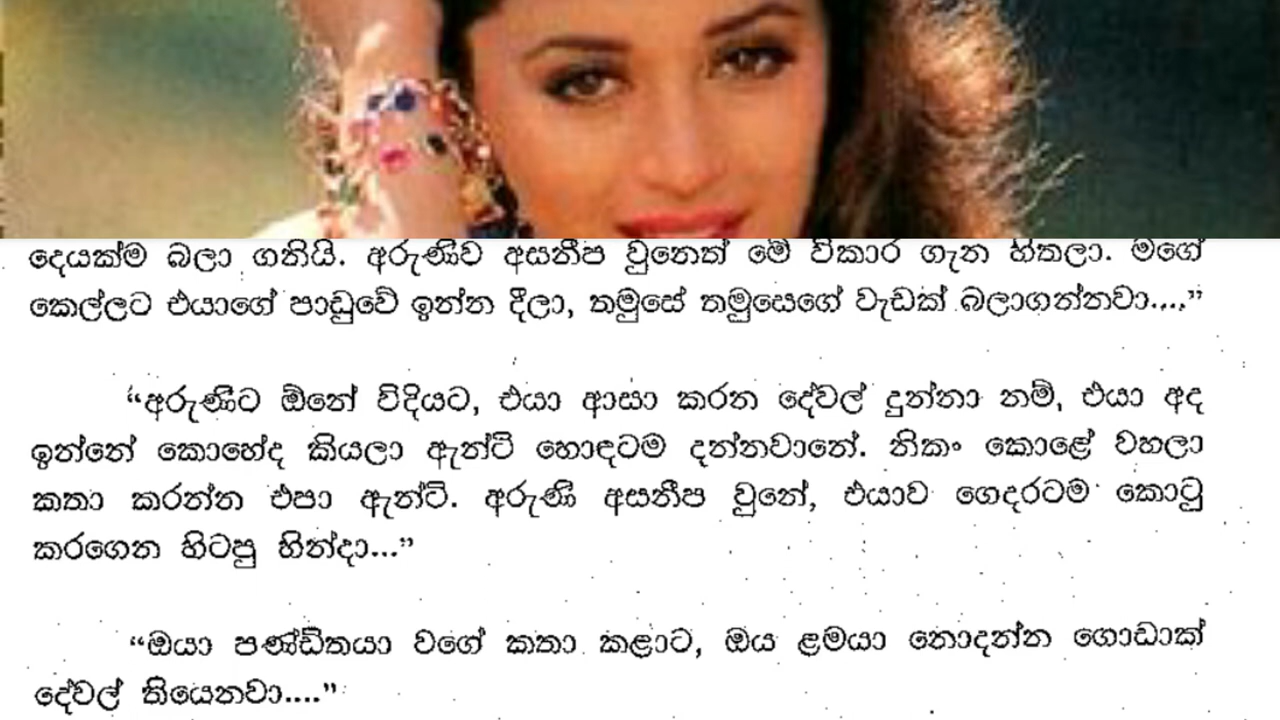 දෙයක්ම බලා ගනියි. අරුණිව අසනීප වුනෙත් මේ විකාර ගැන හිතලා. මගේ
කෙල්ලට එයාගේ පාඩුවේ ඉන්න දීලා, තමුසේ තමුසෙගේ වැඩක් බලාගන්නවා....”
“අරුණිට ඕනේ විදියට, එයා ආසා කරන දේවල් දුන්නා නම්, එයා අද
ඉන්නේ කොහේද කියලා ඇන්ටි හොඳටම දන්නවානේ. නිකං කොළේ වහලා
කතා කරන්න එපා ඇන්ටි. අරුණි අසනීප වුනේ, එයාව ගෙදරටම කොටු
කරගෙන හිටපු හින්දා...”
“ඔයා පණ්ඩිතයා වගේ කතා කළාට, ඔය ළමයා නොදන්න ගොඩාක්
දේවල් තියෙනවා....”